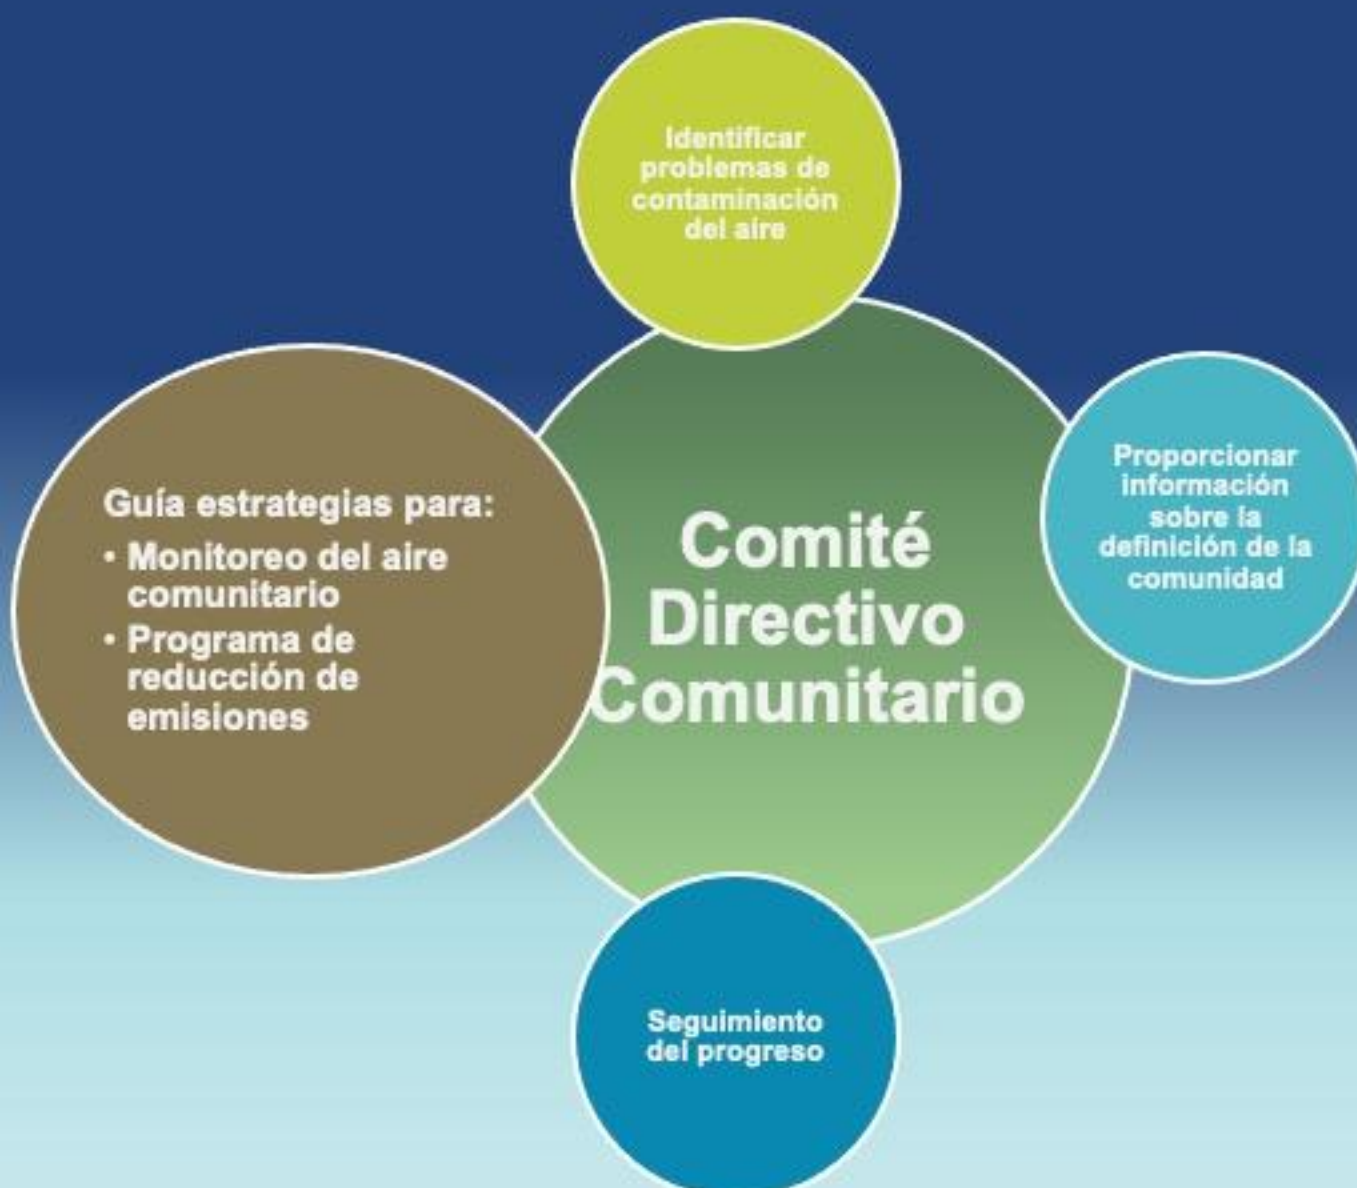 Identificar
problemas de
contaminación
del aire
Proporcionar
información
sobre la
definición de la
comunidad
Guía estrategias para:
• Monitoreo del aire
comunitario
• Programa de
reducción de
emisiones
Comité
Directivo
Comunitario
Seguimiento
del progreso